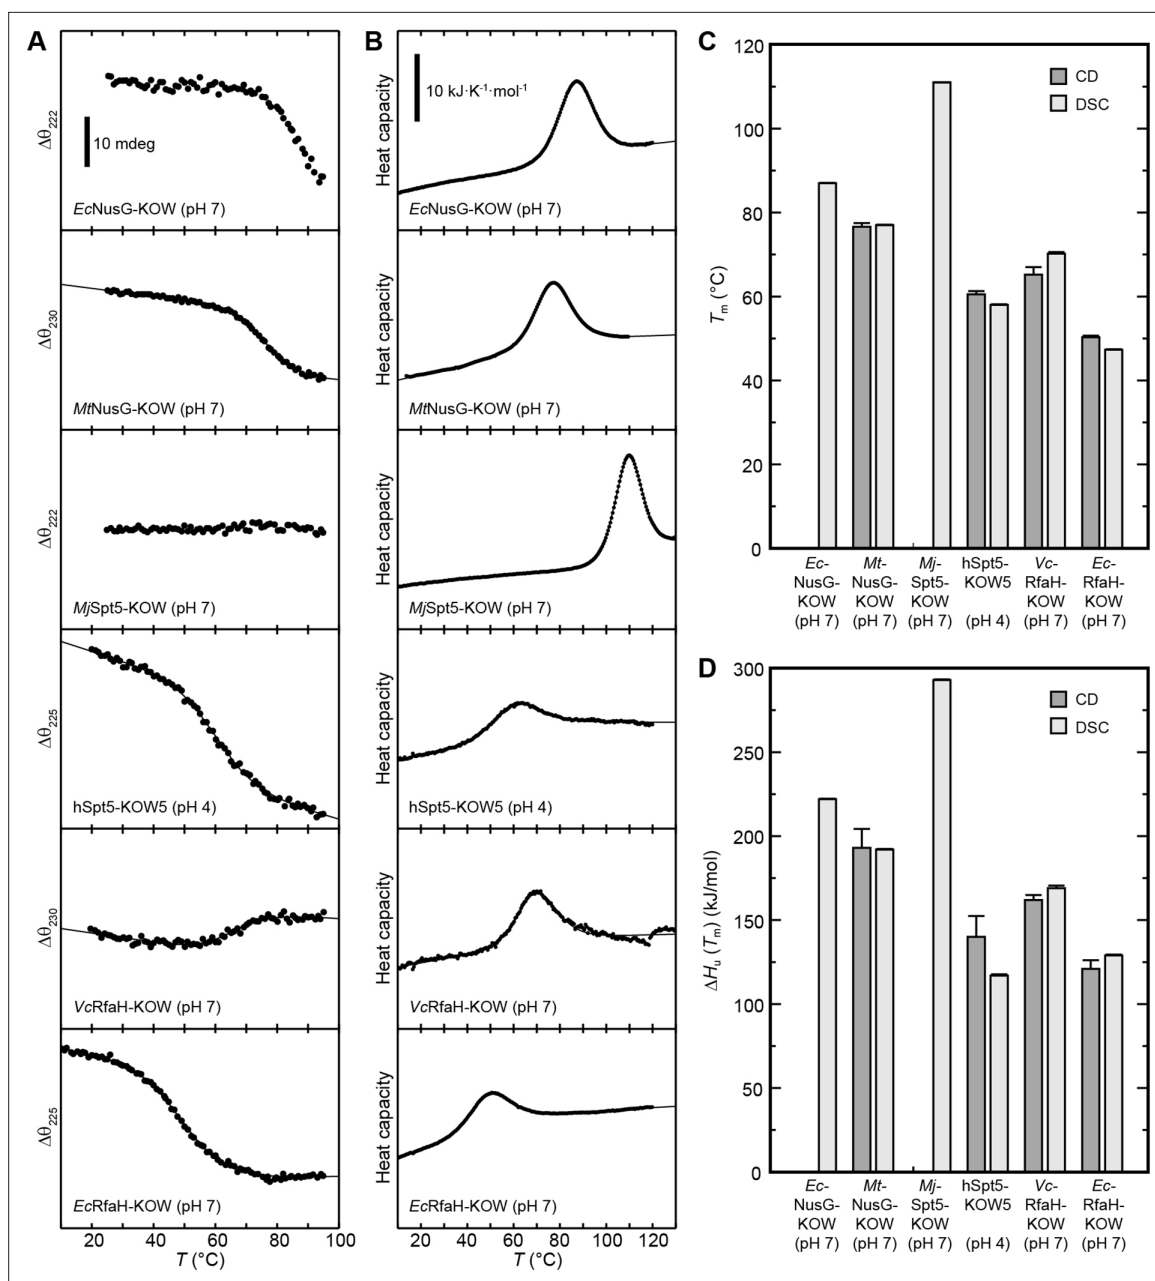 A
Δθ222
10 mdeg
EcNusG-KOW (pH 7)
Δθ230
MtNusG-KOW (pH 7)
Δθ222
MjSpt5-KOW (pH 7)
Δθ225
hSpt5-KOW5 (pH 4)
Δθ230
VcRfaH-KOW (pH 7)
Δθ225
EcRfaH-KOW (pH 7)
20 40 60 80 100
T (°C)
B
Heat capacity
10 kJ·K⁻¹·mol⁻¹
EcNusG-KOW (pH 7)
Heat capacity
MtNusG-KOW (pH 7)
Heat capacity
MjSpt5-KOW (pH 7)
Heat capacity
hSpt5-KOW5 (pH 4)
Heat capacity
VcRfaH-KOW (pH 7)
Heat capacity
EcRfaH-KOW (pH 7)
20 40 60 80 100 120
T (°C)
C
120
100
80
60
40
20
0
Tm (°C)
CD
DSC
Ec- Mt- Mj- hSpt5- Vc- Ec-
NusG- NusG- Spt5- KOW5 RfaH- RfaH-
KOW KOW KOW KOW KOW
(pH 7) (pH 7) (pH 7) (pH 4) (pH 7) (pH 7)
D
300
250
200
150
100
50
0
ΔHu (Tm) (kJ/mol)
CD
DSC
Ec- Mt- Mj- hSpt5- Vc- Ec-
NusG- NusG- Spt5- KOW5 RfaH- RfaH-
KOW KOW KOW KOW KOW
(pH 7) (pH 7) (pH 7) (pH 4) (pH 7) (pH 7)